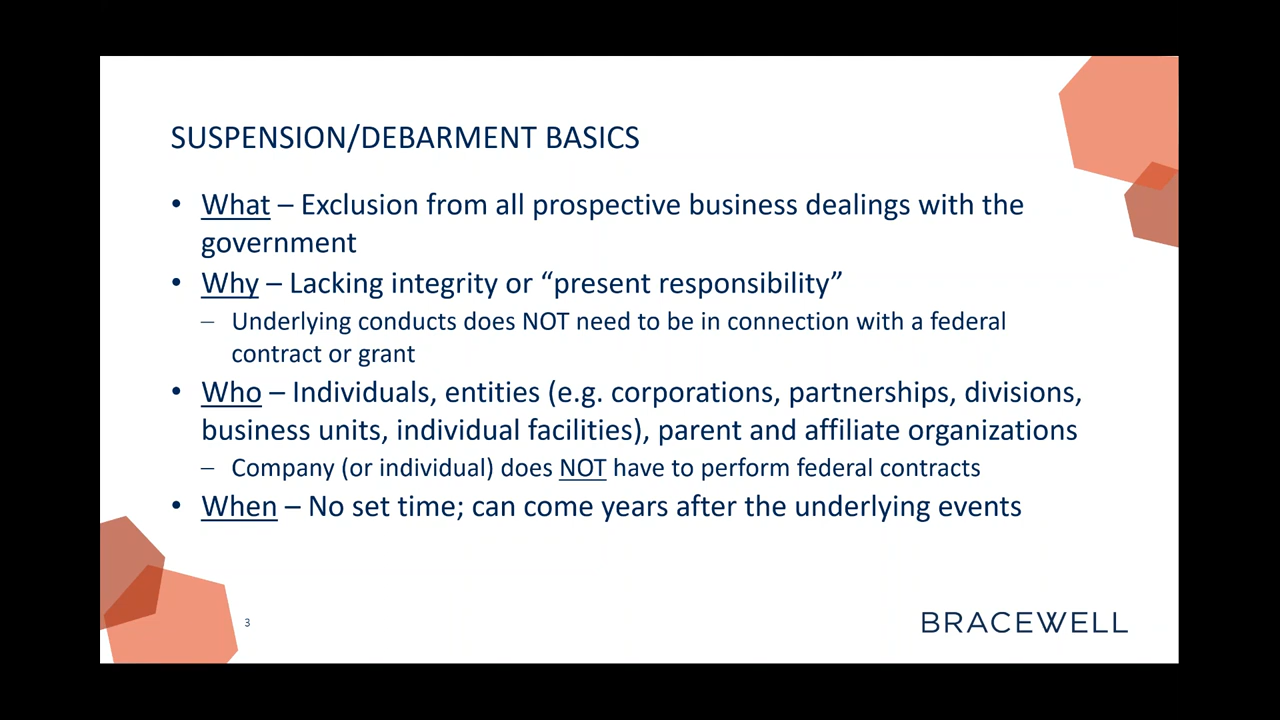 SUSPENSION/DEBARMENT BASICS
• What – Exclusion from all prospective business dealings with the
government
• Why – Lacking integrity or “present responsibility”
– Underlying conducts does NOT need to be in connection with a federal
contract or grant
• Who – Individuals, entities (e.g. corporations, partnerships, divisions,
business units, individual facilities), parent and affiliate organizations
– Company (or individual) does NOT have to perform federal contracts
• When – No set time; can come years after the underlying events
3
BRACEWELL